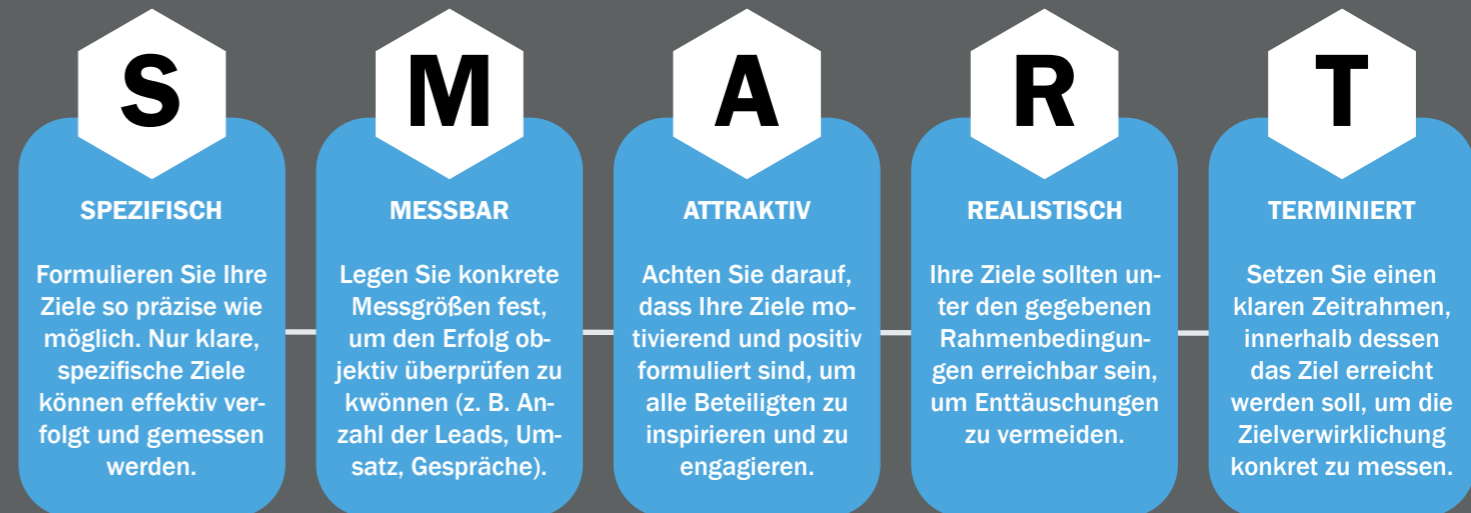 S
SPEZIFISCH
Formulieren Sie Ihre
Ziele so präzise wie
möglich. Nur klare,
spezifische Ziele
können effektiv ver-
folgt und gemessen
werden.
M
MESSBAR
Legen Sie konkrete
Messgrößen fest,
um den Erfolg ob-
jektiv überprüfen zu
kwönnen (z. B. An-
zahl der Leads, Um-
satz, Gespräche).
A
ATTRAKTIV
Achten Sie darauf,
dass Ihre Ziele mo-
tivierend und positiv
formuliert sind, um
alle Beteiligten zu
inspirieren und zu
engagieren.
R
REALISTISCH
Ihre Ziele sollten un-
ter den gegebenen
Rahmenbedingun-
gen erreichbar sein,
um Enttäuschungen
zu vermeiden.
T
TERMINIERT
Setzen Sie einen
klaren Zeitrahmen,
innerhalb dessen
das Ziel erreicht
werden soll, um die
Zielverwirklichung
konkret zu messen.